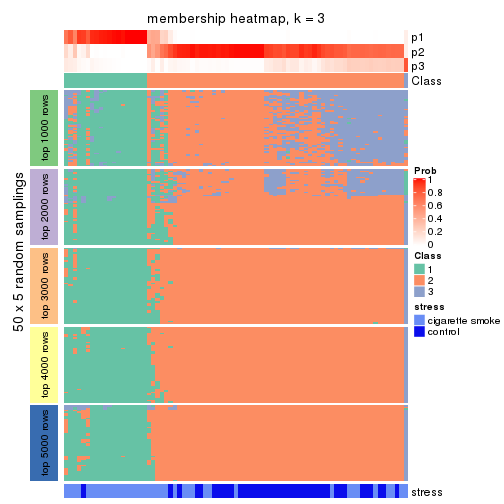 membership heatmap, k = 3
p1
p2
p3
Class
50 x 5 random samplings
top 1000 rows
top 2000 rows
top 3000 rows
top 4000 rows
top 5000 rows
Prob
1
0.8
0.6
0.4
0.2
0
Class
1
2
3
stress
cigarette smoke
control
stress